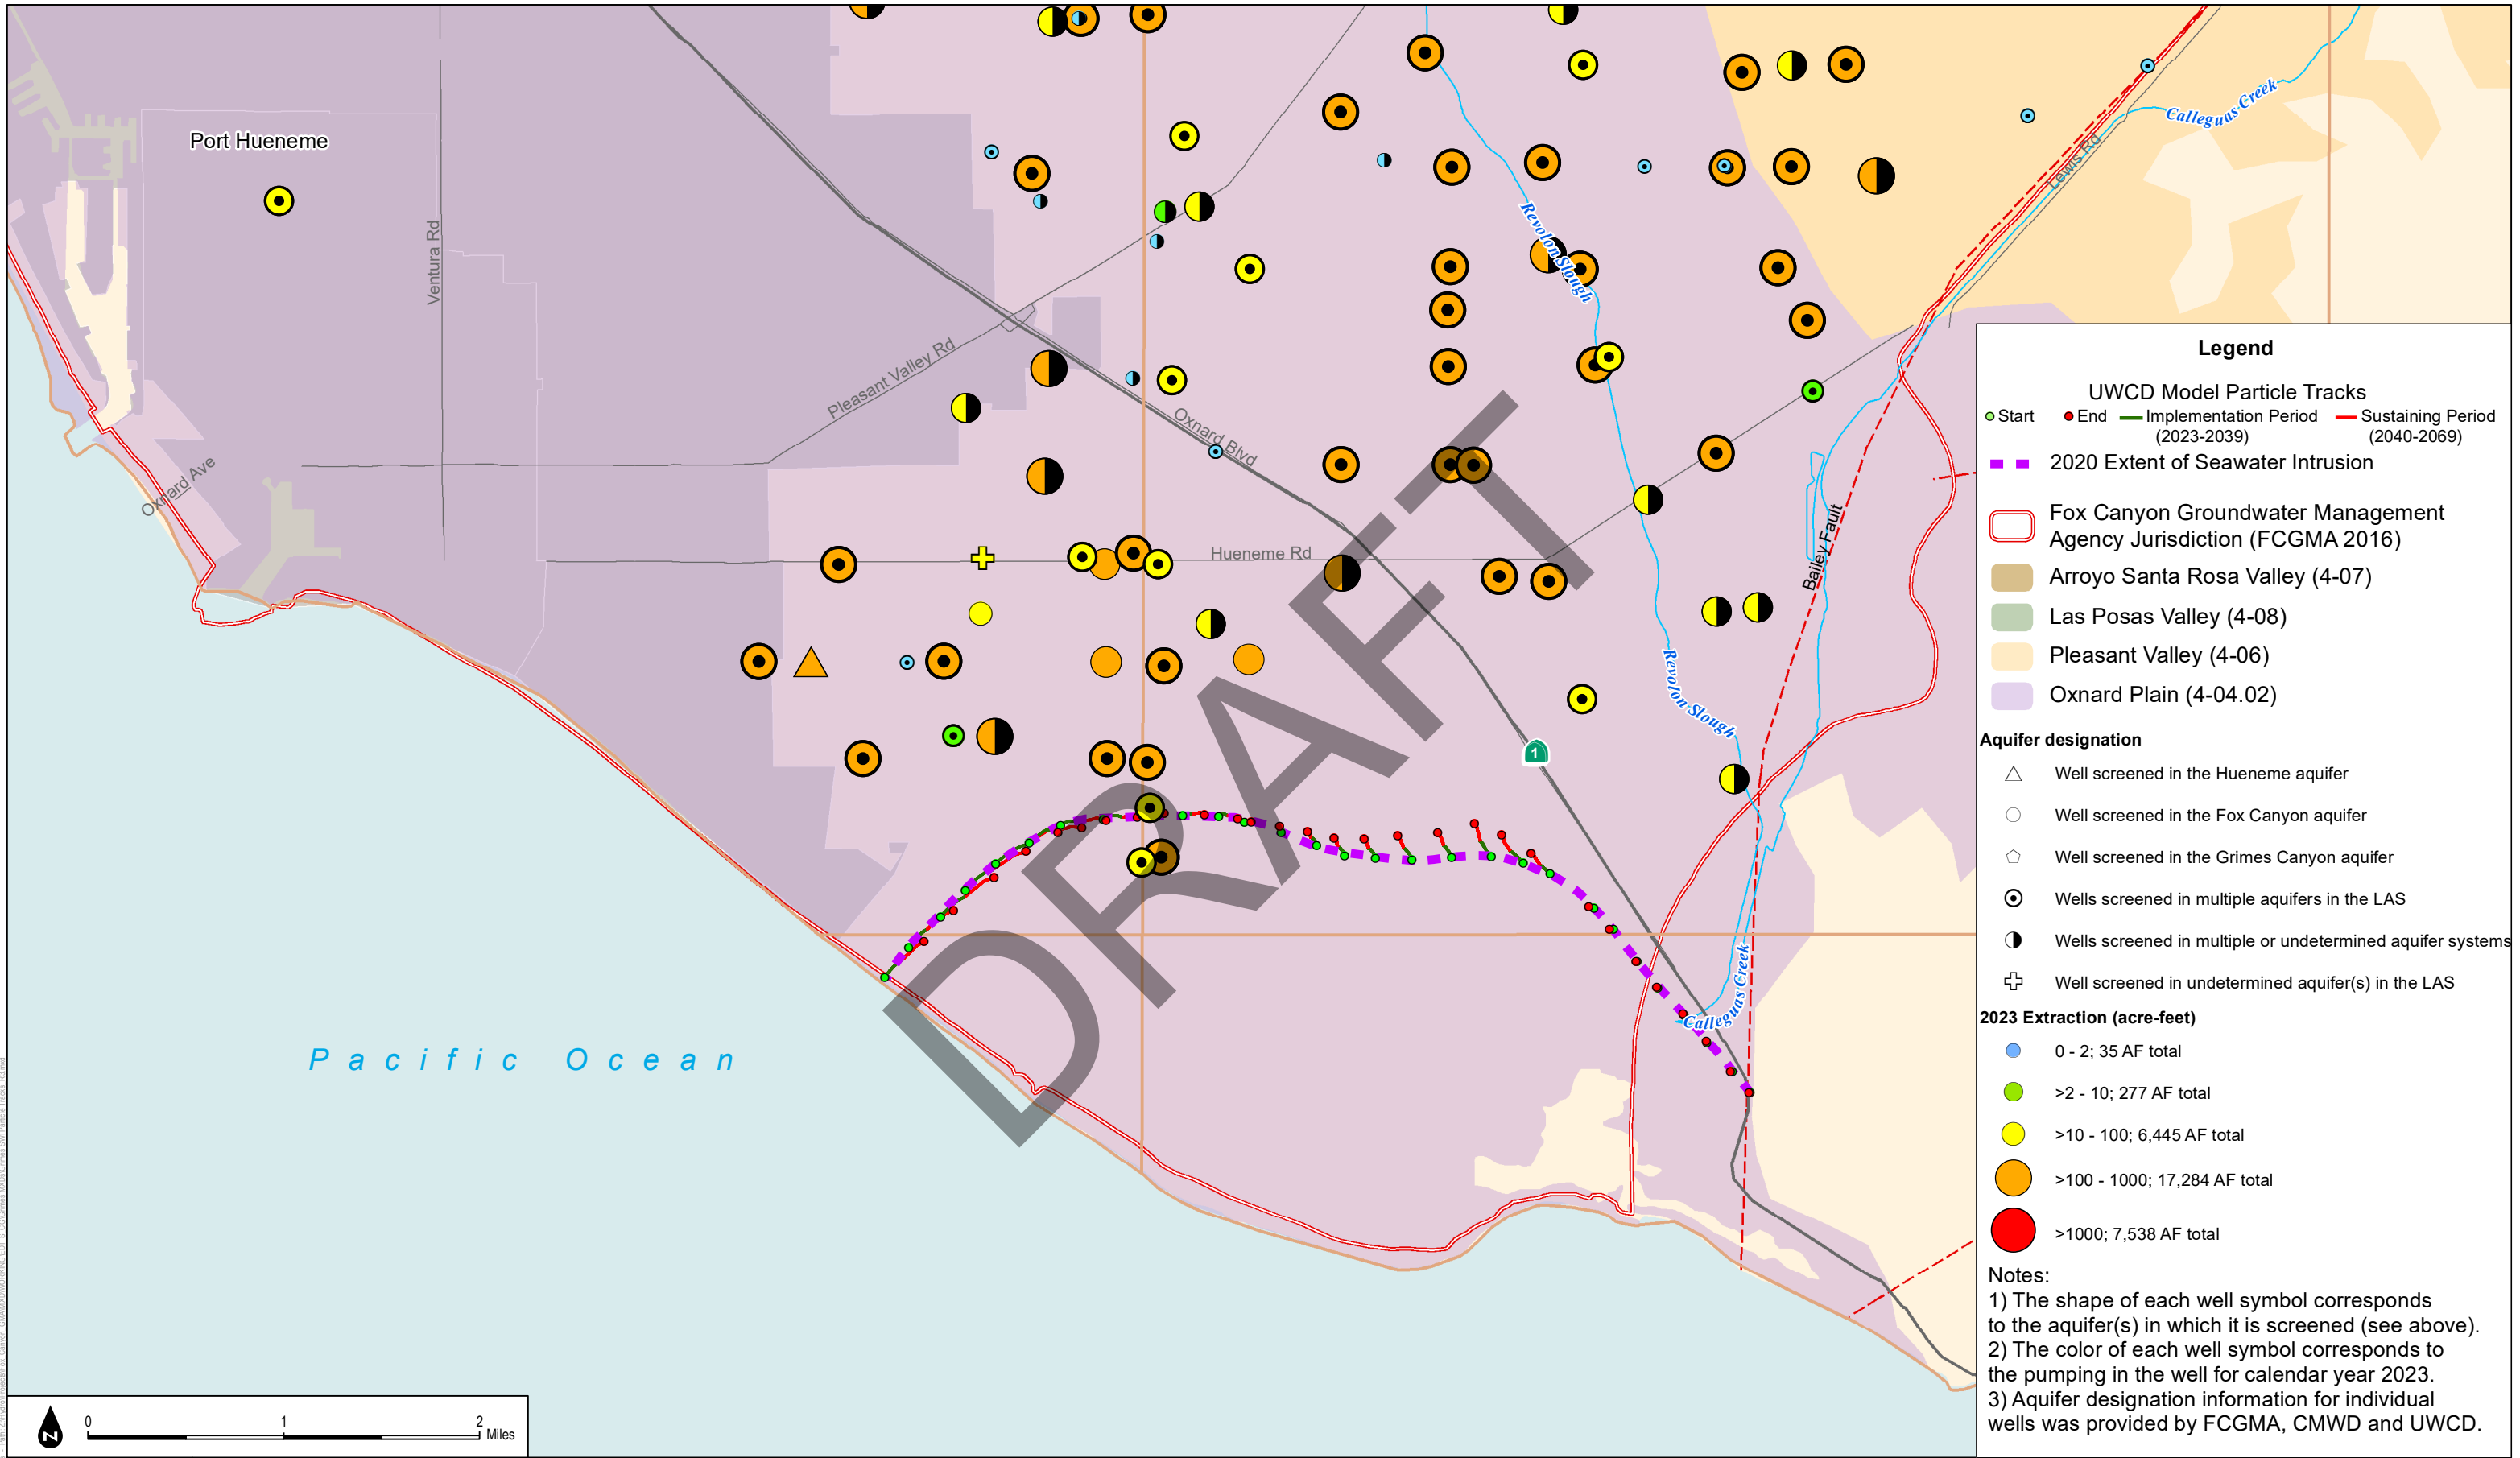 Port Hueneme
Ventura Rd
Oxnard Ave
Pleasant Valley Rd
Oxnard Blvd
Hueneme Rd
Revolon Slough
Revolon Slough
Calleguas Creek
Lewis Rd
Bailey Fault
1
Calleguas Creek
Pacific Ocean
DRAFT
N
0 1 2 Miles
Legend
UWCD Model Particle Tracks
Start End Implementation Period (2023-2039) Sustaining Period (2040-2069)
2020 Extent of Seawater Intrusion
Fox Canyon Groundwater Management
Agency Jurisdiction (FCGMA 2016)
Arroyo Santa Rosa Valley (4-07)
Las Posas Valley (4-08)
Pleasant Valley (4-06)
Oxnard Plain (4-04.02)
Aquifer designation
Well screened in the Hueneme aquifer
Well screened in the Fox Canyon aquifer
Well screened in the Grimes Canyon aquifer
Wells screened in multiple aquifers in the LAS
Wells screened in multiple or undetermined aquifer systems
Well screened in undetermined aquifer(s) in the LAS
2023 Extraction (acre-feet)
0 - 2; 35 AF total
>2 - 10; 277 AF total
>10 - 100; 6,445 AF total
>100 - 1000; 17,284 AF total
>1000; 7,538 AF total
Notes:
1) The shape of each well symbol corresponds
to the aquifer(s) in which it is screened (see above).
2) The color of each well symbol corresponds to
the pumping in the well for calendar year 2023.
3) Aquifer designation information for individual
wells was provided by FCGMA, CMWD and UWCD.